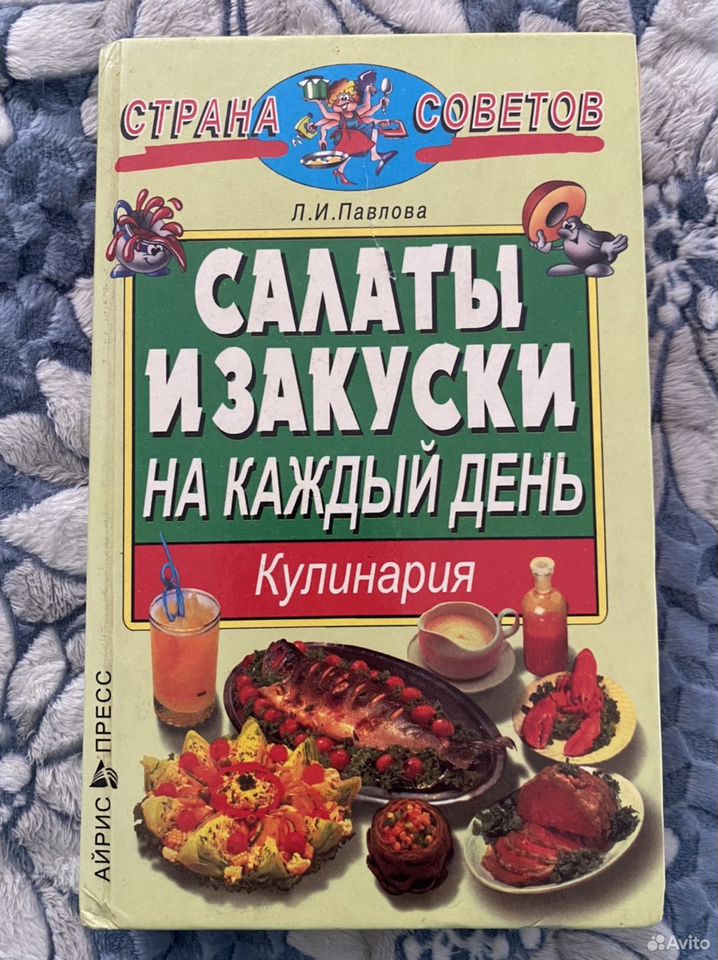 СТРАНА СОВЕТОВ
Л.И.Павлова
САЛАТЫ
И ЗАКУСКИ
НА КАЖДЫЙ ДЕНЬ
Кулинария
АЙРИС ПРЕСС
Avito